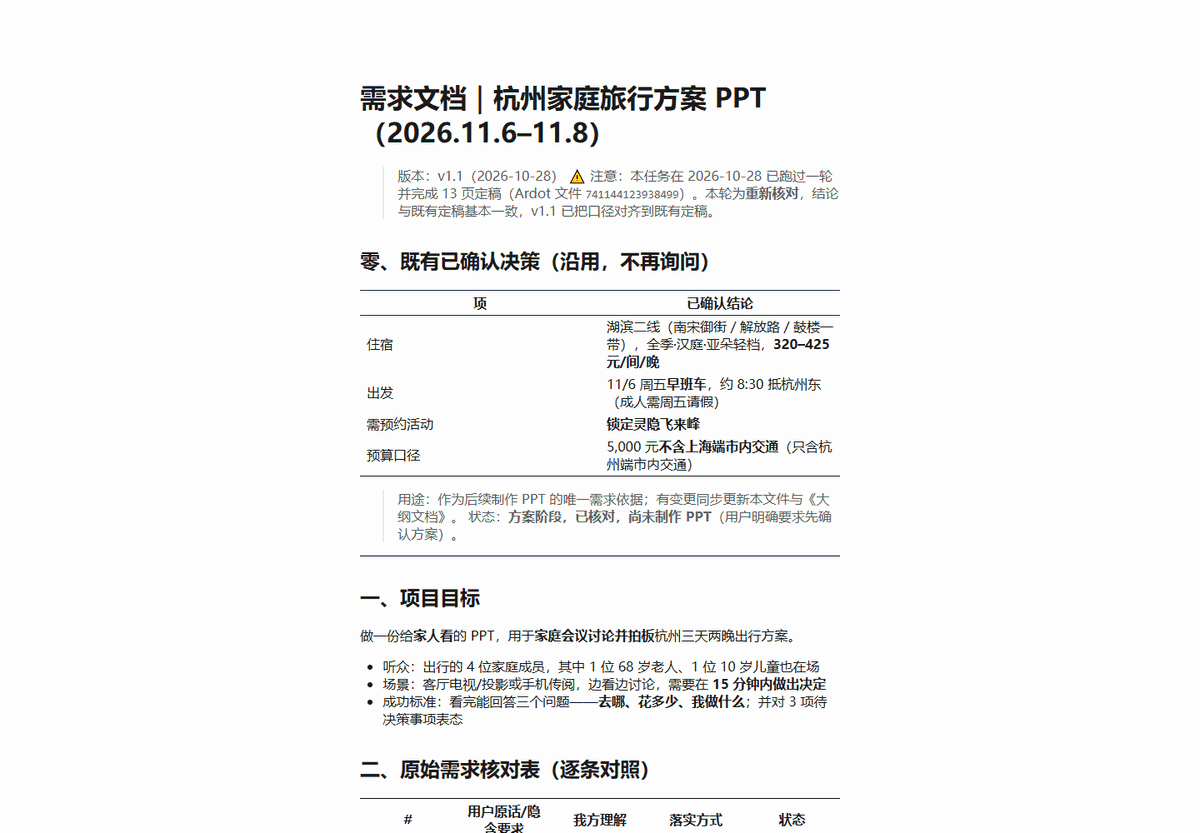 需求文档｜杭州家庭旅行方案 PPT
（2026.11.6–11.8）
版本：v1.1（2026-10-28） ⚠️ 注意：本任务在 2026-10-28 已跑过一轮
并完成 13 页定稿（Ardot 文件 741144123938499）。本轮为重新核对，结论
与既有定稿基本一致，v1.1 已把口径对齐到既有定稿。
零、既有已确认决策（沿用，不再询问）
项 已确认结论
住宿 湖滨二线（南宋御街 / 解放路 / 鼓楼一
带），全季·汉庭·亚朵轻档，320–425
元/间/晚
出发 11/6 周五早班车，约 8:30 抵杭州东
（成人需周五请假）
需预约活动 锁定灵隐飞来峰
预算口径 5,000 元不含上海端市内交通（只含杭
州端市内交通）
用途：作为后续制作 PPT 的唯一需求依据；有变更同步更新本文件与《大
纲文档》。 状态：方案阶段，已核对，尚未制作 PPT（用户明确要求先确
认方案）。
一、项目目标
做一份给家人看的 PPT，用于家庭会议讨论并拍板杭州三天两晚出行方案。
• 听众：出行的 4 位家庭成员，其中 1 位 68 岁老人、1 位 10 岁儿童也在场
• 场景：客厅电视/投影或手机传阅，边看边讨论，需要在 15 分钟内做出决定
• 成功标准：看完能回答三个问题——去哪、花多少、我做什么；并对 3 项待
决策事项表态
二、原始需求核对表（逐条对照）
# 用户原话/隐 我方理解 落实方式 状态
含要求